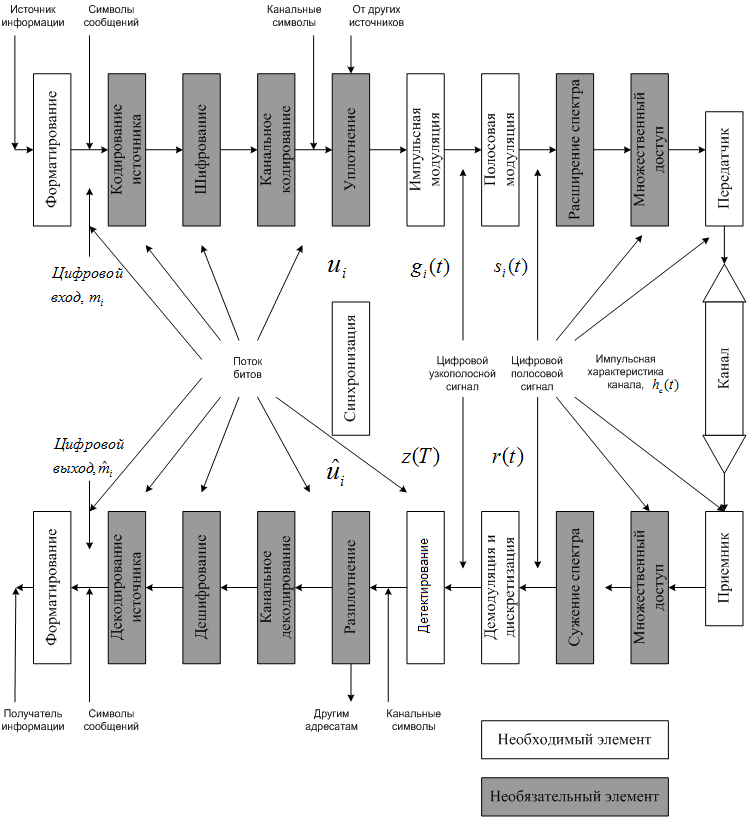 Источник
информации
Символы
сообщений
Канальные
символы
От других
источников
Форматирование
Кодирование
источника
Шифрование
Канальное
кодирование
Уплотнение
Импульсная
модуляция
Полосовая
модуляция
Расширение спектра
Множественный
доступ
Передатчик
Цифровой
вход, mᵢ
uᵢ
gᵢ(t)
sᵢ(t)
Поток
битов
Синхронизация
Цифровой
узкополосной
сигнал
Цифровой
полосовой
сигнал
Импульсная
характеристика
канала, h_c(t)
Канал
Цифровой
выход, m̂ᵢ
ûᵢ
z(T)
r(t)
Форматирование
Декодирование
источника
Дешифрование
Канальное
декодирование
Разплотнение
Детектирование
Демодуляция и
дискретизация
Сужение спектра
Множественный
доступ
Приемник
Получатель
информации
Символы
сообщений
Другим
адресатам
Канальные
символы
Необходимый элемент
Необязательный элемент